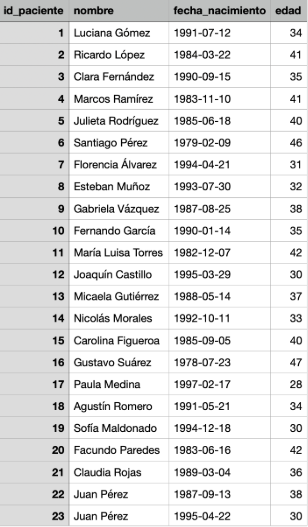 id_paciente nombre fecha_nacimiento edad
1 Luciana Gómez 1991-07-12 34
2 Ricardo López 1984-03-22 41
3 Clara Fernández 1990-09-15 35
4 Marcos Ramírez 1983-11-10 41
5 Julieta Rodríguez 1985-06-18 40
6 Santiago Pérez 1979-02-09 46
7 Florencia Álvarez 1994-04-21 31
8 Esteban Muñoz 1993-07-30 32
9 Gabriela Vázquez 1987-08-25 38
10 Fernando García 1990-01-14 35
11 María Luisa Torres 1982-12-07 42
12 Joaquín Castillo 1995-03-29 30
13 Micaela Gutiérrez 1988-05-14 37
14 Nicolás Morales 1992-10-11 33
15 Carolina Figueroa 1985-09-05 40
16 Gustavo Suárez 1978-07-23 47
17 Paula Medina 1997-02-17 28
18 Agustín Romero 1991-05-21 34
19 Sofía Maldonado 1994-12-18 30
20 Facundo Paredes 1983-06-16 42
21 Claudia Rojas 1989-03-04 36
22 Juan Pérez 1987-09-13 38
23 Juan Pérez 1995-04-22 30